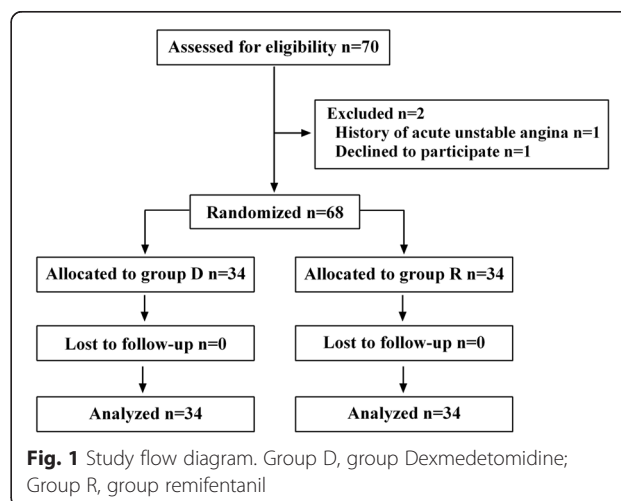 Assessed for eligibility n=70
Excluded n=2
History of acute unstable angina n=1
Declined to participate n=1
Randomized n=68
Allocated to group D n=34
Allocated to group R n=34
Lost to follow-up n=0
Lost to follow-up n=0
Analyzed n=34
Analyzed n=34
Fig. 1 Study flow diagram. Group D, group Dexmedetomidine;
Group R, group remifentanil